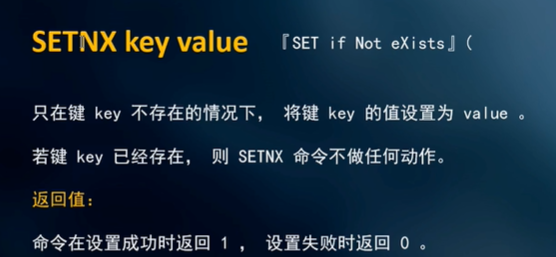 SETNX key value 『SET if Not eXists』(
只在键 key 不存在的情况下， 将键 key 的值设置为 value 。
若键 key 已经存在， 则 SETNX 命令不做任何动作。
返回值：
命令在设置成功时返回 1 ， 设置失败时返回 0 。